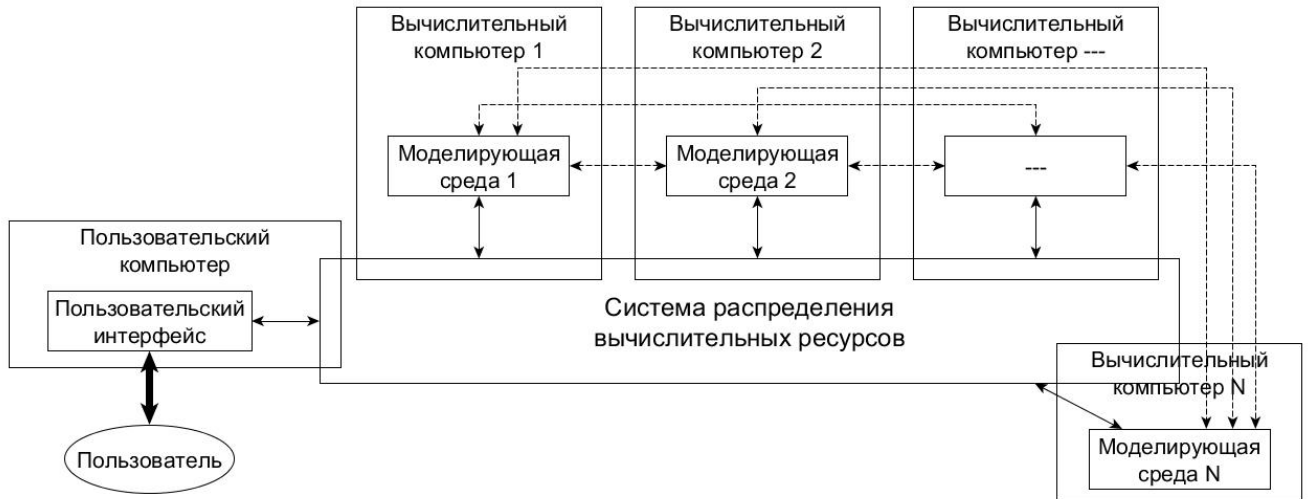 Вычислительный
компьютер 1
Вычислительный
компьютер 2
Вычислительный
компьютер ---
Моделирующая
среда 1
Моделирующая
среда 2
---
Пользовательский
компьютер
Пользовательский
интерфейс
Система распределения
вычислительных ресурсов
Вычислительный
компьютер N
Моделирующая
среда N
Пользователь